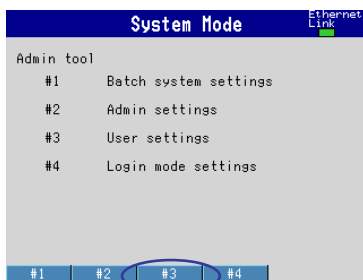 System Mode
Ethernet
Link
Admin tool
#1 Batch system settings
#2 Admin settings
#3 User settings
#4 Login mode settings
#1 #2 #3 #4